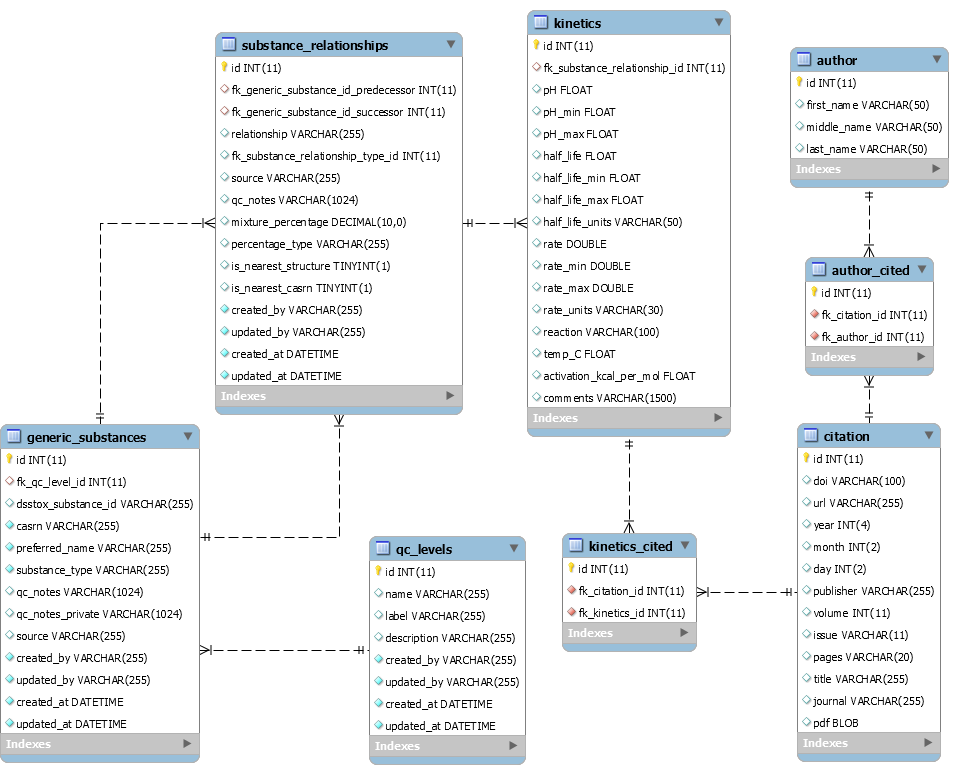 substance_relationships
id INT(11)
fk_generic_substance_id_predecessor INT(11)
fk_generic_substance_id_successor INT(11)
relationship VARCHAR(255)
fk_substance_relationship_type_id INT(11)
source VARCHAR(255)
qc_notes VARCHAR(1024)
mixture_percentage DECIMAL(10,0)
percentage_type VARCHAR(255)
is_nearest_structure TINYINT(1)
is_nearest_casrn TINYINT(1)
created_by VARCHAR(255)
updated_by VARCHAR(255)
created_at DATETIME
updated_at DATETIME
Indexes
kinetics
id INT(11)
fk_substance_relationship_id INT(11)
pH FLOAT
pH_min FLOAT
pH_max FLOAT
half_life FLOAT
half_life_min FLOAT
half_life_max FLOAT
half_life_units VARCHAR(50)
rate DOUBLE
rate_min DOUBLE
rate_max DOUBLE
rate_units VARCHAR(30)
reaction VARCHAR(100)
temp_C FLOAT
activation_kcal_per_mol FLOAT
comments VARCHAR(1500)
Indexes
author
id INT(11)
first_name VARCHAR(50)
middle_name VARCHAR(50)
last_name VARCHAR(50)
Indexes
author_cited
id INT(11)
fk_citation_id INT(11)
fk_author_id INT(11)
Indexes
generic_substances
id INT(11)
fk_qc_level_id INT(11)
dsstox_substance_id VARCHAR(255)
casrn VARCHAR(255)
preferred_name VARCHAR(255)
substance_type VARCHAR(255)
qc_notes VARCHAR(1024)
qc_notes_private VARCHAR(1024)
source VARCHAR(255)
created_by VARCHAR(255)
updated_by VARCHAR(255)
created_at DATETIME
updated_at DATETIME
Indexes
qc_levels
id INT(11)
name VARCHAR(255)
label VARCHAR(255)
description VARCHAR(255)
created_by VARCHAR(255)
updated_by VARCHAR(255)
created_at DATETIME
updated_at DATETIME
Indexes
kinetics_cited
id INT(11)
fk_citation_id INT(11)
fk_kinetics_id INT(11)
Indexes
citation
id INT(11)
doi VARCHAR(100)
url VARCHAR(255)
year INT(4)
month INT(2)
day INT(2)
publisher VARCHAR(255)
volume INT(11)
issue VARCHAR(11)
pages VARCHAR(20)
title VARCHAR(255)
journal VARCHAR(255)
pdf BLOB
Indexes